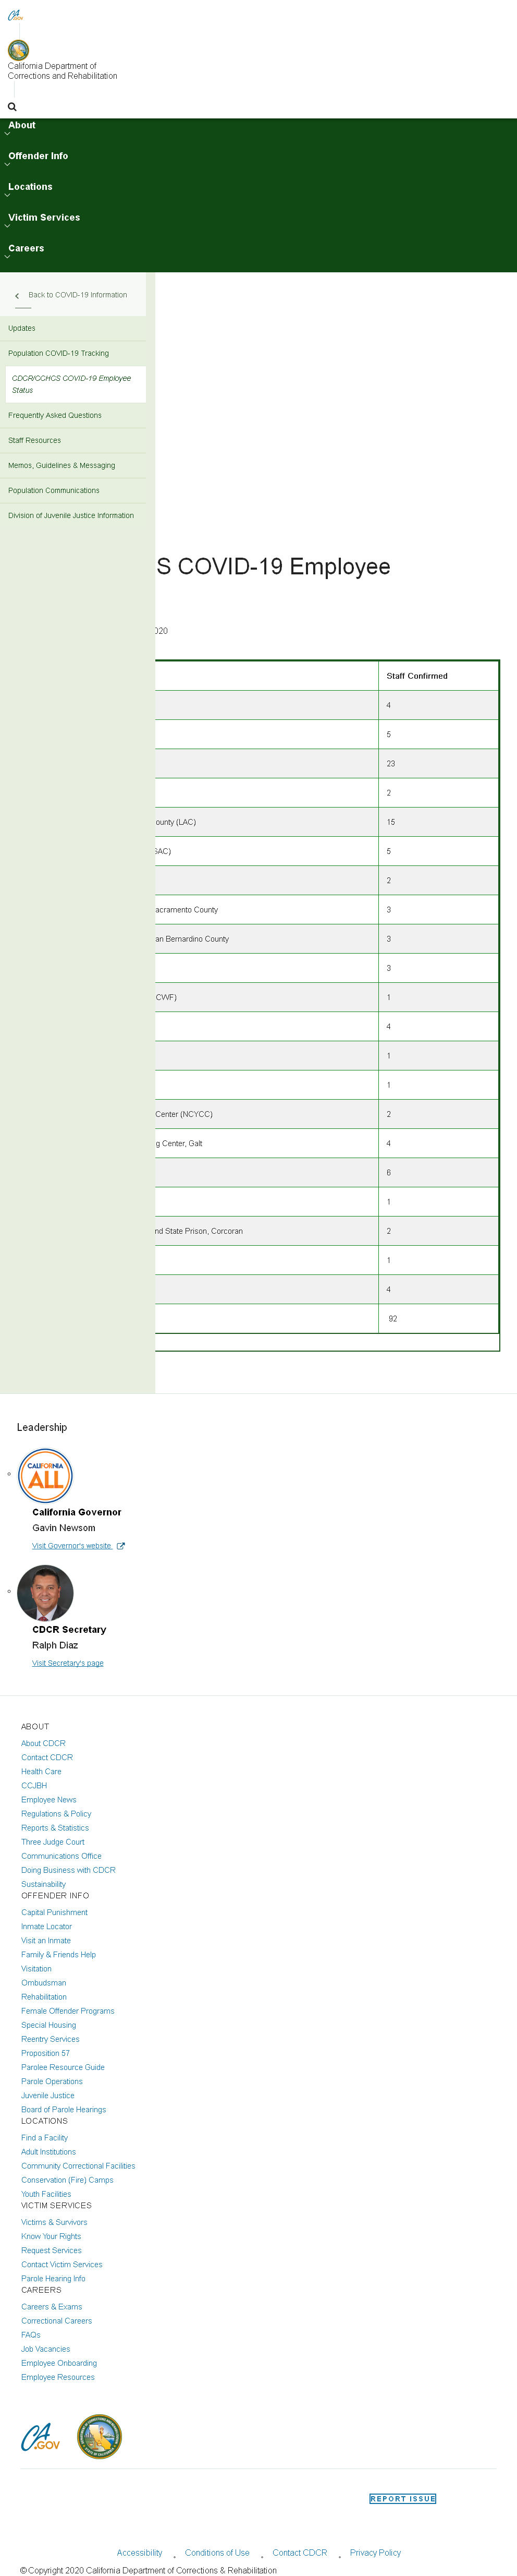 CA
.GOV
California Department of
Corrections and Rehabilitation
About
Offender Info
Locations
Victim Services
Careers
Back to COVID-19 Information
Updates
Population COVID-19 Tracking
CDCR/CCHCS COVID-19 Employee
Status
Frequently Asked Questions
Staff Resources
Memos, Guidelines & Messaging
Population Communications
Division of Juvenile Justice Information
S COVID-19 Employee
2020
Staff Confirmed
4
5
23
2
ounty (LAC) 15
SAC) 5
2
acramento County 3
an Bernardino County 3
3
CWF) 1
4
1
1
Center (NCYCC) 2
g Center, Galt 4
6
1
nd State Prison, Corcoran 2
1
4
92
Leadership
CALIFORNIA
ALL
California Governor
Gavin Newsom
Visit Governor's website
CDCR Secretary
Ralph Diaz
Visit Secretary's page
ABOUT
About CDCR
Contact CDCR
Health Care
CCJBH
Employee News
Regulations & Policy
Reports & Statistics
Three Judge Court
Communications Office
Doing Business with CDCR
Sustainability
OFFENDER INFO
Capital Punishment
Inmate Locator
Visit an Inmate
Family & Friends Help
Visitation
Ombudsman
Rehabilitation
Female Offender Programs
Special Housing
Reentry Services
Proposition 57
Parolee Resource Guide
Parole Operations
Juvenile Justice
Board of Parole Hearings
LOCATIONS
Find a Facility
Adult Institutions
Community Correctional Facilities
Conservation (Fire) Camps
Youth Facilities
VICTIM SERVICES
Victims & Survivors
Know Your Rights
Request Services
Contact Victim Services
Parole Hearing Info
CAREERS
Careers & Exams
Correctional Careers
FAQs
Job Vacancies
Employee Onboarding
Employee Resources
CA
.GOV
REPORT ISSUE
Accessibility • Conditions of Use • Contact CDCR • Privacy Policy
© Copyright 2020 California Department of Corrections & Rehabilitation